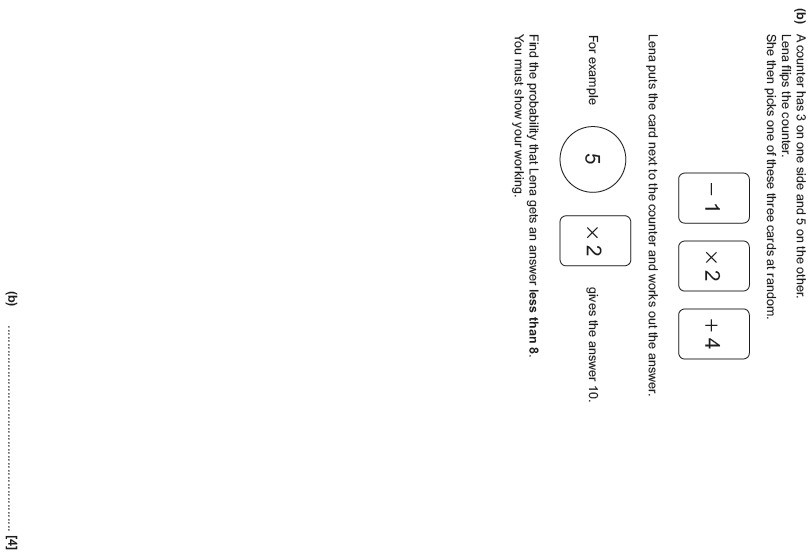 (b) A counter has 3 on one side and 5 on the other.
Lena flips the counter.
She then picks one of these three cards at random.
− 1 × 2 + 4
Lena puts the card next to the counter and works out the answer.
For example 5 × 2 gives the answer 10.
Find the probability that Lena gets an answer less than 8.
You must show your working.
(b) ........................................................ [4]